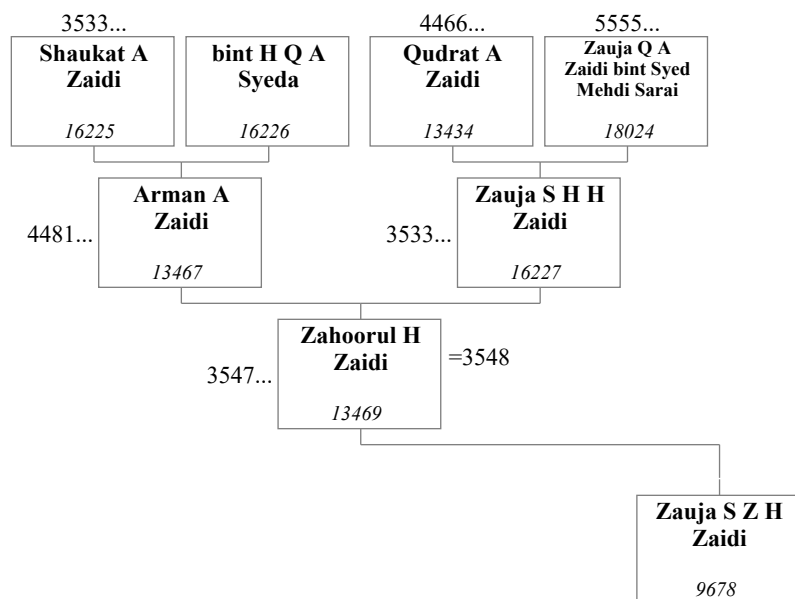 3533...
4466...
5555...
Shaukat A
Zaidi
16225
bint H Q A
Syeda
16226
Qudrat A
Zaidi
13434
Zauja Q A
Zaidi bint Syed
Mehdi Sarai
18024
4481...
Arman A
Zaidi
13467
3533...
Zauja S H H
Zaidi
16227
3547...
Zahoorul H
Zaidi
13469
=3548
Zauja S Z H
Zaidi
9678